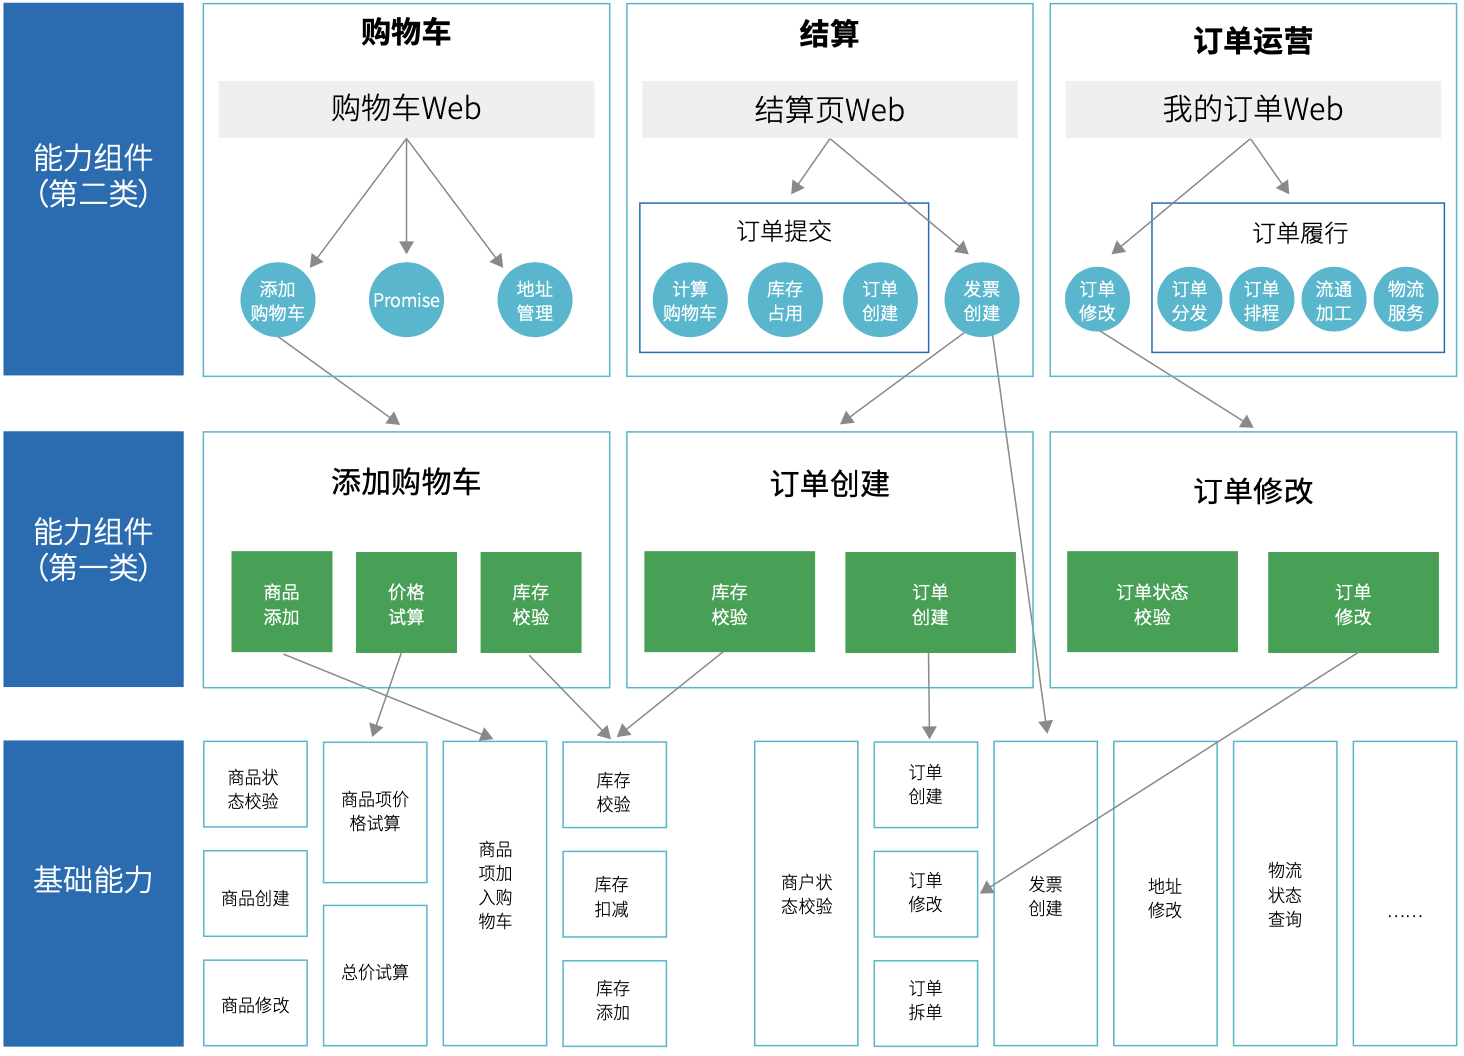 能力组件
（第二类）
购物车
购物车Web
添加
购物车
Promise
地址
管理
结算
结算页Web
订单提交
计算
购物车
库存
占用
订单
创建
发票
创建
订单运营
我的订单Web
订单
修改
订单履行
订单
分发
订单
排程
流通
加工
物流
服务
能力组件
（第一类）
添加购物车
商品
添加
价格
试算
库存
校验
订单创建
库存
校验
订单
创建
订单修改
订单状态
校验
订单
修改
基础能力
商品状
态校验
商品创建
商品修改
商品项价
格试算
总价试算
商品
项加
入购
物车
库存
校验
库存
扣减
库存
添加
商户状
态校验
订单
创建
订单
修改
订单
拆单
发票
创建
地址
修改
物流
状态
查询
……